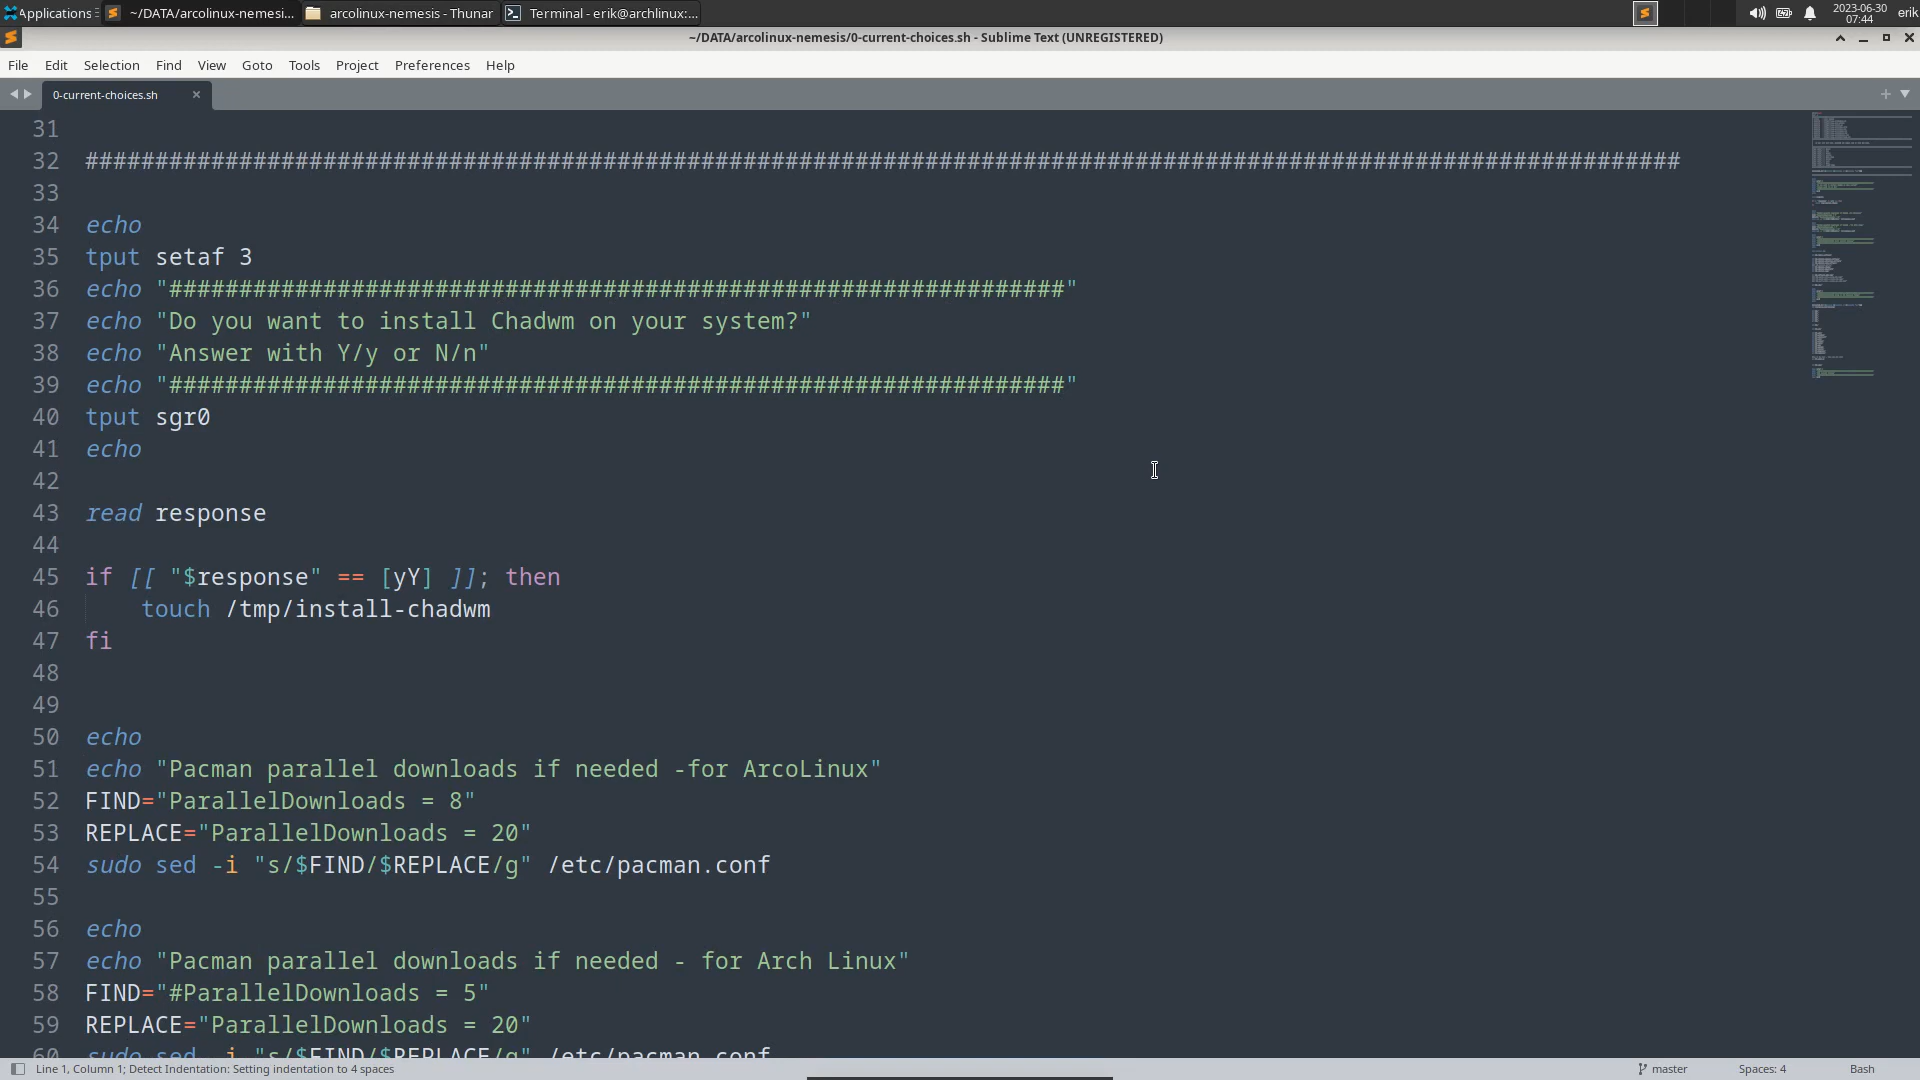 Applications
~/DATA/arcolinux-nemesi...
arcolinux-nemesis - Thunar
Terminal - erik@archlinux:...
2023-06-30
07:44
erik
~/DATA/arcolinux-nemesis/0-current-choices.sh - Sublime Text (UNREGISTERED)
File Edit Selection Find View Goto Tools Project Preferences Help
0-current-choices.sh
31
32 ##################################################################################################################
33
34 echo
35 tput setaf 3
36 echo "################################################################"
37 echo "Do you want to install Chadwm on your system?"
38 echo "Answer with Y/y or N/n"
39 echo "################################################################"
40 tput sgr0
41 echo
42
43 read response
44
45 if [[ "$response" == [yY] ]]; then
46     touch /tmp/install-chadwm
47 fi
48
49
50 echo
51 echo "Pacman parallel downloads if needed -for ArcoLinux"
52 FIND="ParallelDownloads = 8"
53 REPLACE="ParallelDownloads = 20"
54 sudo sed -i "s/$FIND/$REPLACE/g" /etc/pacman.conf
55
56 echo
57 echo "Pacman parallel downloads if needed - for Arch Linux"
58 FIND="#ParallelDownloads = 5"
59 REPLACE="ParallelDownloads = 20"
60 sudo sed -i "s/$FIND/$REPLACE/g" /etc/pacman.conf
Line 1, Column 1; Detect Indentation: Setting indentation to 4 spaces
master
Spaces: 4
Bash